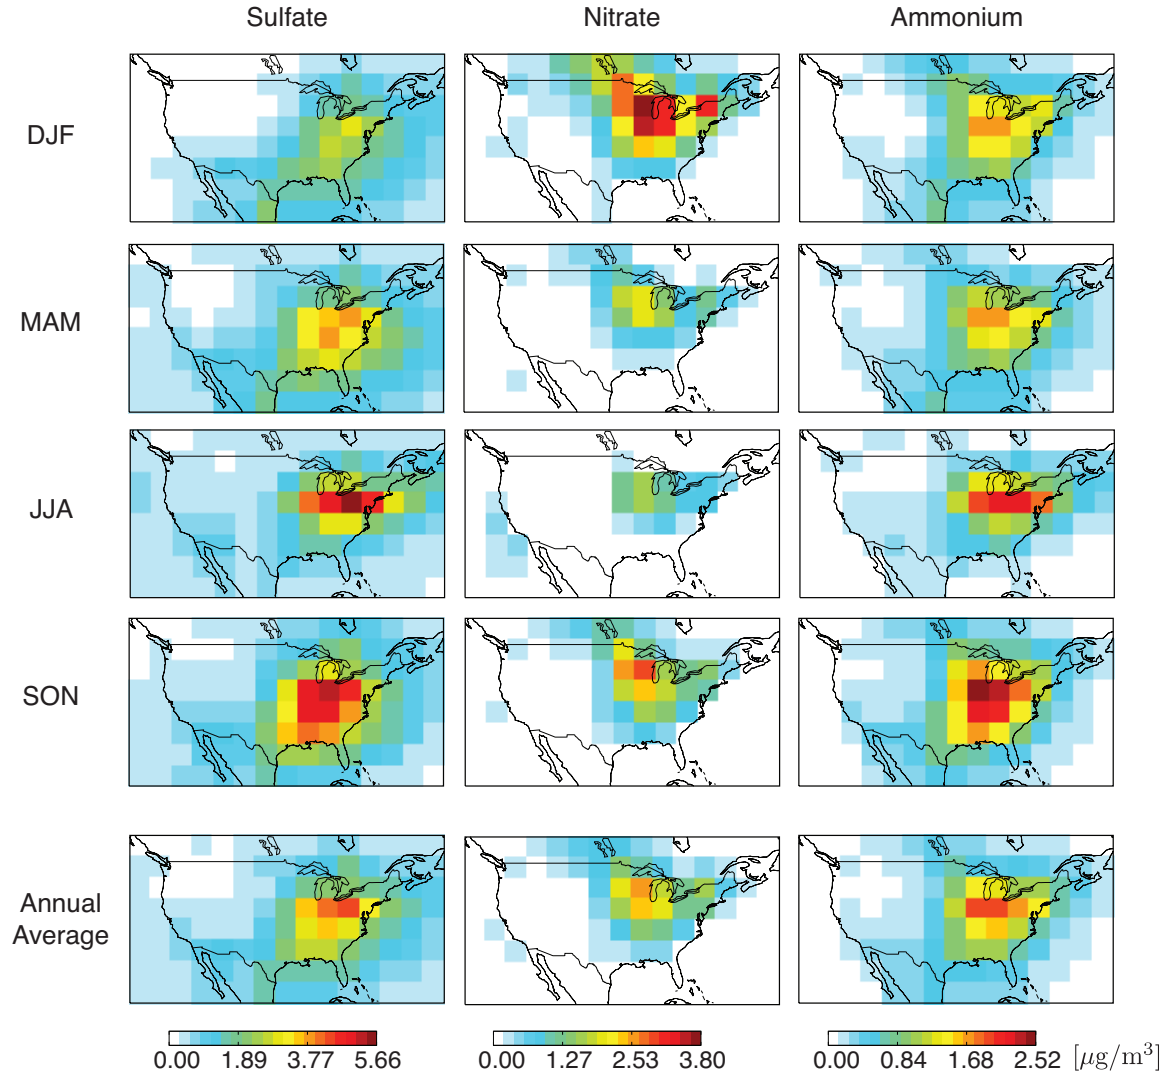 Sulfate Nitrate Ammonium
DJF
MAM
JJA
SON
Annual
Average
0.00 1.89 3.77 5.66 0.00 1.27 2.53 3.80 0.00 0.84 1.68 2.52 [μg/m³]